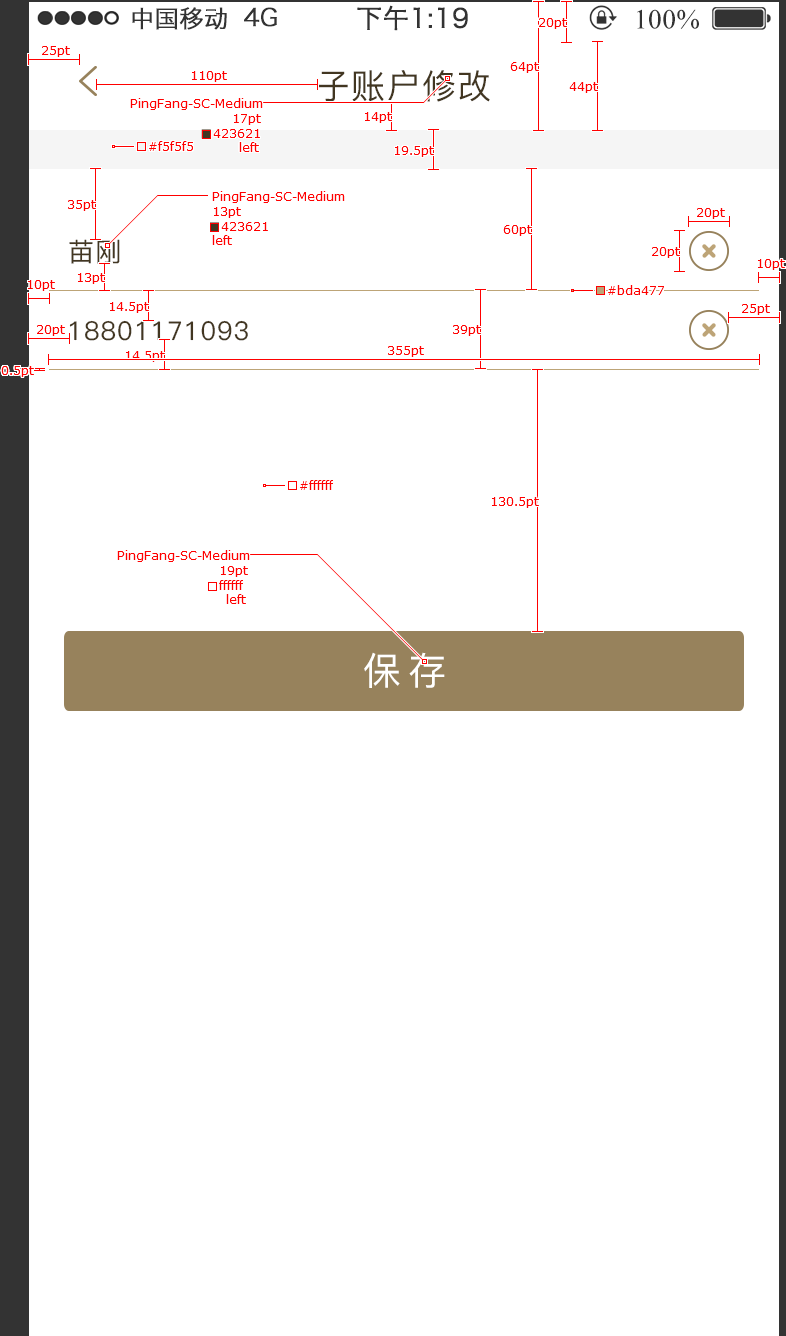 中国移动 4G 下午1:19 100%
20pt
25pt
64pt
110pt
子账户修改
44pt
PingFang-SC-Medium
17pt
14pt
423621
#f5f5f5
left
19.5pt
PingFang-SC-Medium
35pt
13pt
20pt
423621
60pt
left
苗刚
20pt
10pt
13pt
10pt
#bda477
14.5pt
25pt
20pt
18801171093
39pt
14.5pt
355pt
0.5pt
#ffffff
130.5pt
PingFang-SC-Medium
19pt
ffffff
left
保存